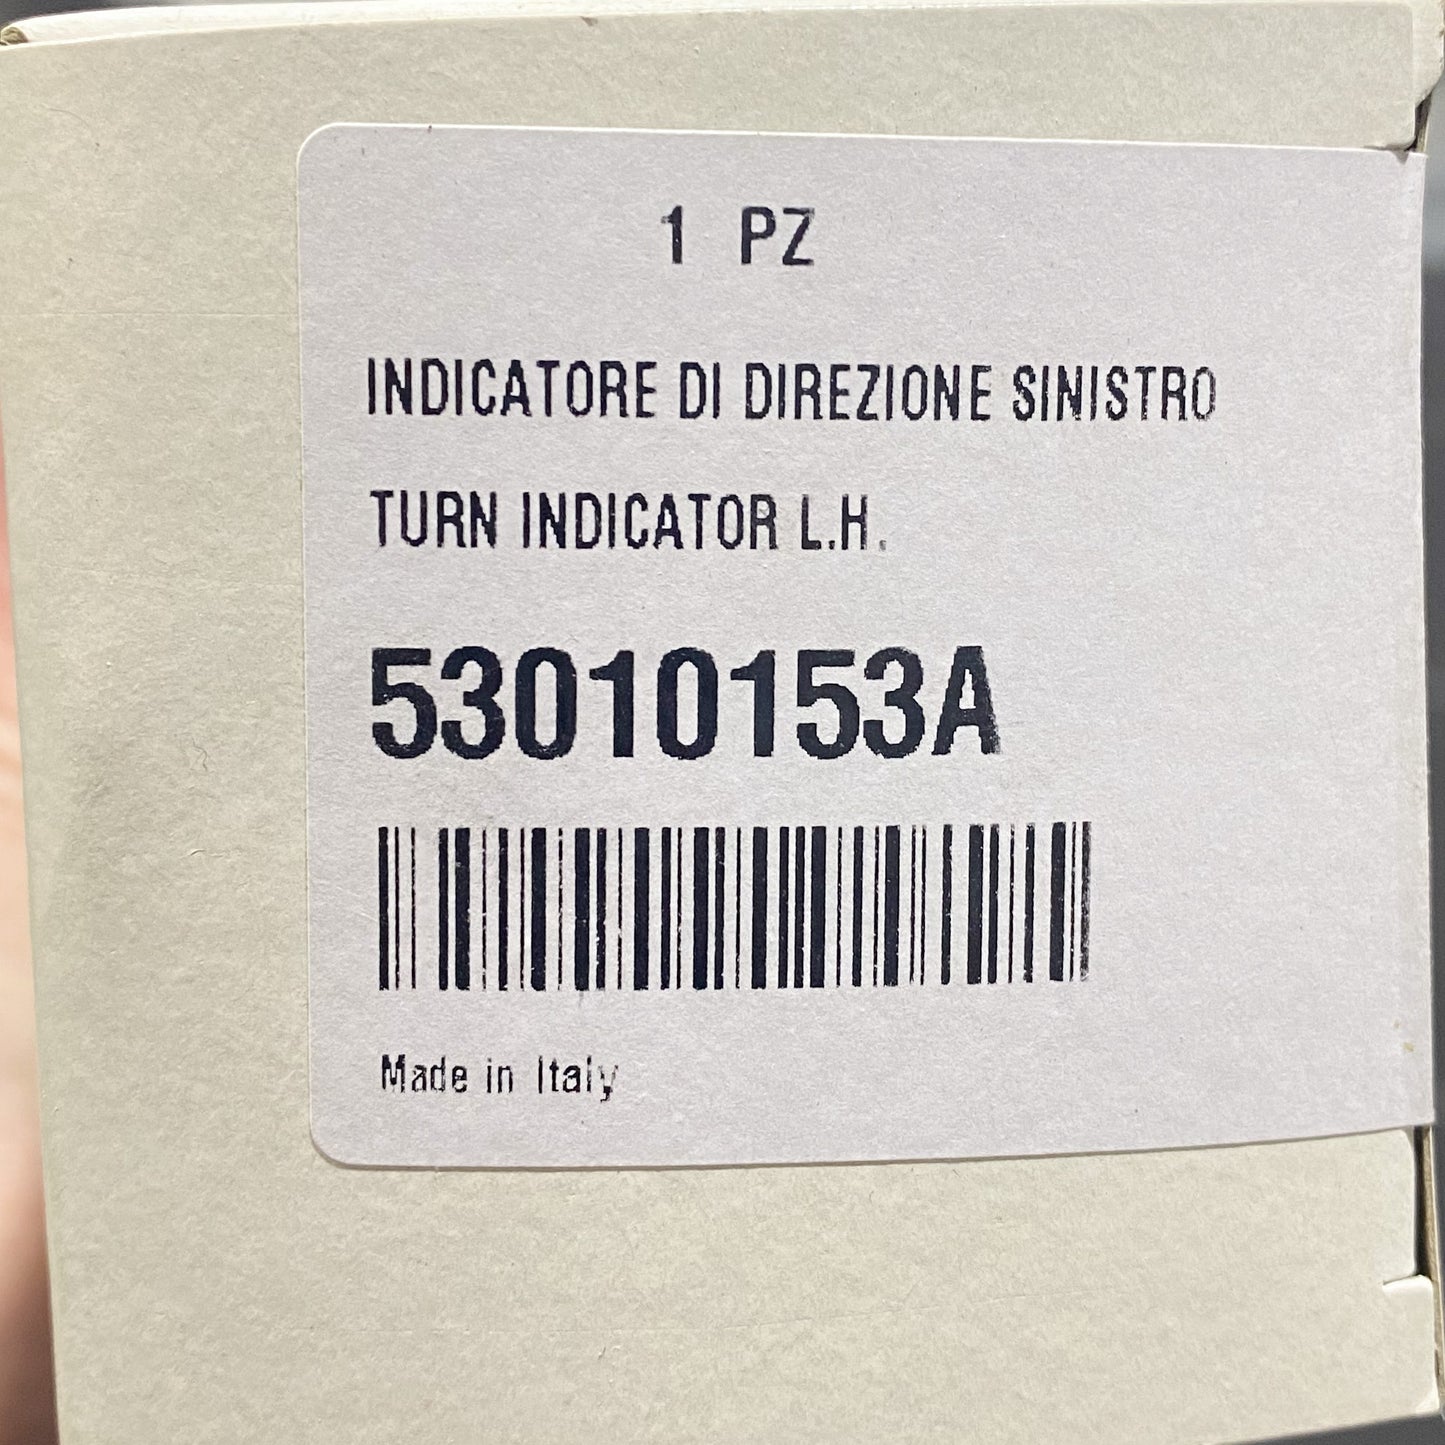 1 PZ
INDICATORE DI DIREZIONE SINISTRO
TURN INDICATOR L.H.
53010153A
Made in Italy